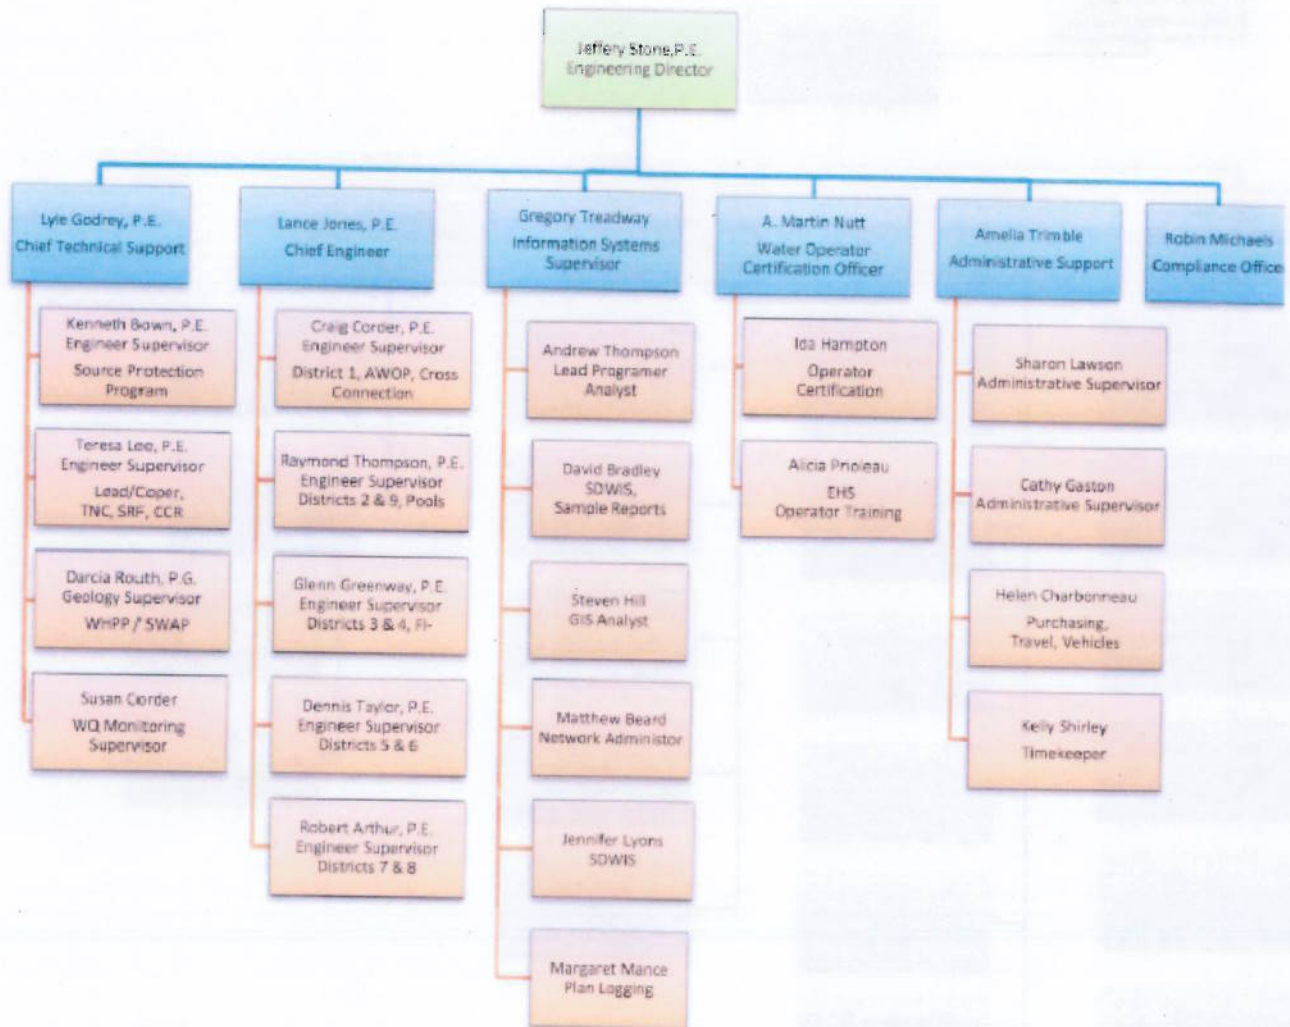 Jeffery Stone,P.E.
Engineering Director
Lyle Godrey, P.E.
Chief Technical Support
Lance Jones, P.E.
Chief Engineer
Gregory Treadway
Information Systems
Supervisor
A. Martin Nutt
Water Operator
Certification Officer
Amelia Trimble
Administrative Support
Robin Michaels
Compliance Office
Kenneth Bown, P.E.
Engineer Supervisor
Source Protection
Program
Teresa Lee, P.E.
Engineer Supervisor
Lead/Coper,
TNC, SRF, CCR
Darcia Routh, P.G.
Geology Supervisor
WHPP / SWAP
Susan Corder
WQ Monitoring
Supervisor
Craig Corder, P.E.
Engineer Supervisor
District 1, AWOP, Cross
Connection
Raymond Thompson, P.E.
Engineer Supervisor
Districts 2 & 9, Pools
Glenn Greenway, P.E.
Engineer Supervisor
Districts 3 & 4, Fl-
Dennis Taylor, P.E.
Engineer Supervisor
Districts 5 & 6
Robert Arthur, P.E.
Engineer Supervisor
Districts 7 & 8
Andrew Thompson
Lead Programer
Analyst
David Bradley
SDWIS,
Sample Reports
Steven Hill
GIS Analyst
Matthew Beard
Network Administor
Jennifer Lyons
SDWIS
Margaret Mance
Plan Logging
Ida Hampton
Operator
Certification
Alicia Prioleau
EHS
Operator Training
Sharon Lawson
Administrative Supervisor
Cathy Gaston
Administrative Supervisor
Helen Charbonneau
Purchasing,
Travel, Vehicles
Kelly Shirley
Timekeeper